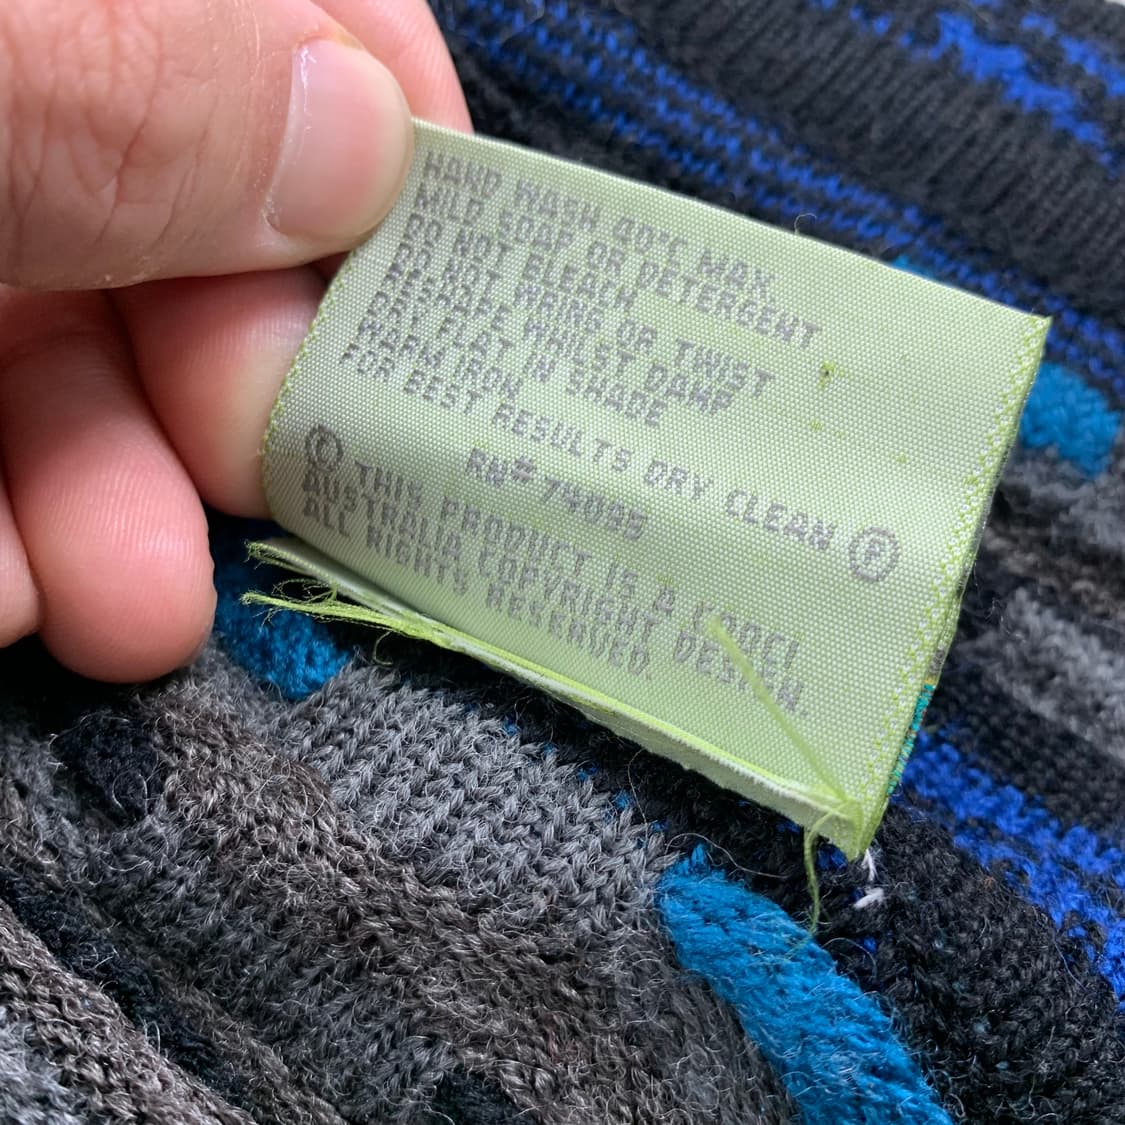 HAND WASH 40°C MAX.
MILD SOAP OR DETERGENT
DO NOT BLEACH
DO NOT WRING OR TWIST
RESHAPE WHILST DAMP
DRY FLAT IN SHADE
WARM IRON
FOR BEST RESULTS DRY CLEAN Ⓟ
RN# 74095
© THIS PRODUCT IS A COOGI
AUSTRALIA COPYRIGHT DESIGN.
ALL RIGHTS RESERVED.